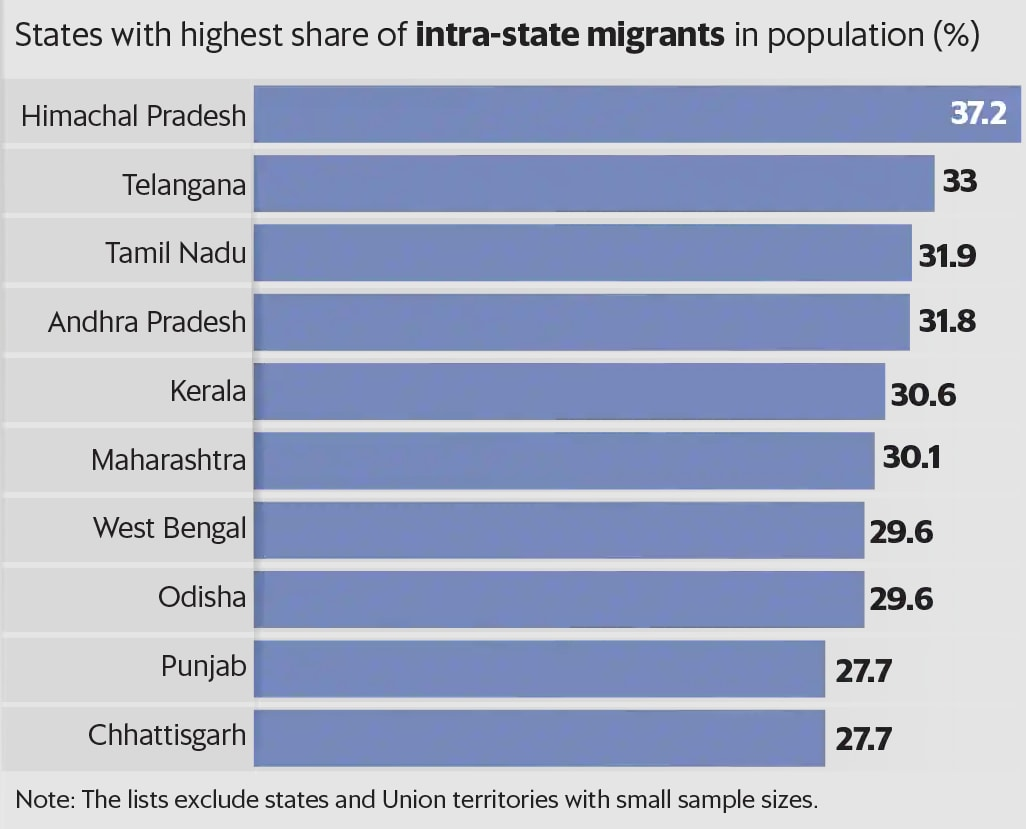 States with highest share of intra-state migrants in population (%)
Himachal Pradesh 37.2
Telangana 33
Tamil Nadu 31.9
Andhra Pradesh 31.8
Kerala 30.6
Maharashtra 30.1
West Bengal 29.6
Odisha 29.6
Punjab 27.7
Chhattisgarh 27.7
Note: The lists exclude states and Union territories with small sample sizes.